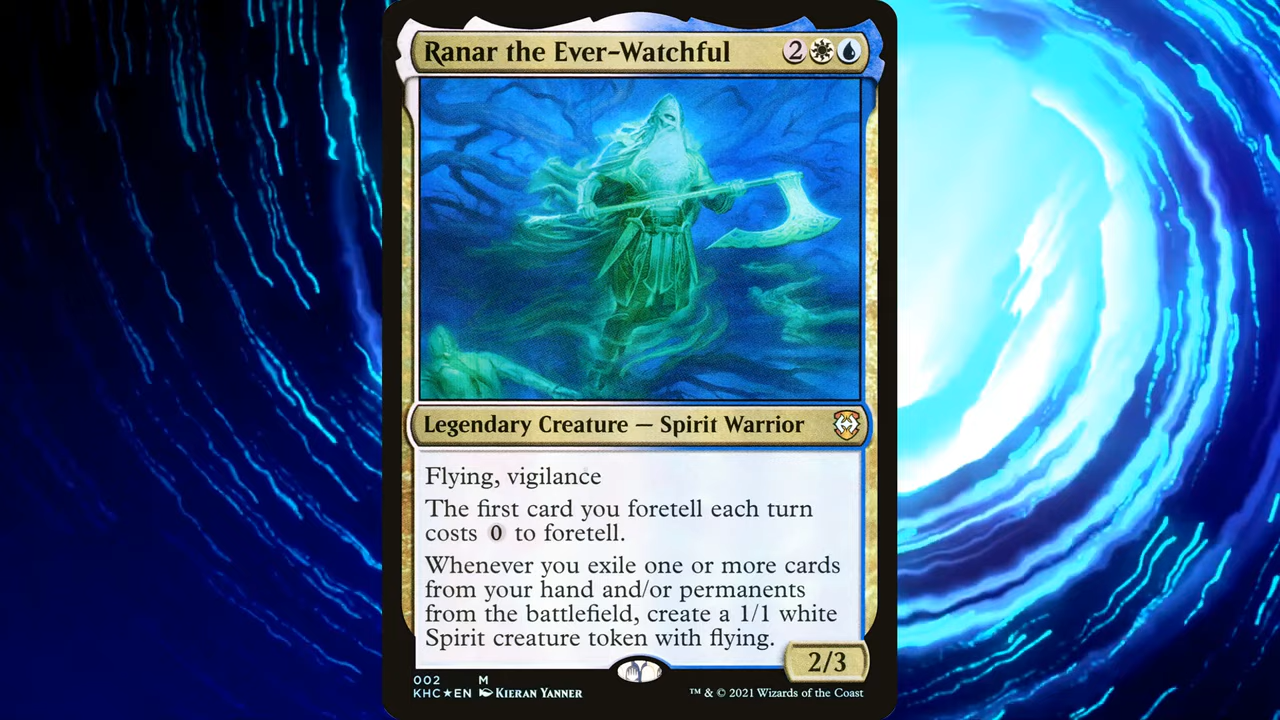 Ranar the Ever-Watchful 2
Legendary Creature — Spirit Warrior
Flying, vigilance
The first card you foretell each turn
costs 0 to foretell.
Whenever you exile one or more cards
from your hand and/or permanents
from the battlefield, create a 1/1 white
Spirit creature token with flying.
2/3
002 M
KHC★EN KIERAN YANNER
™ & © 2021 Wizards of the Coast